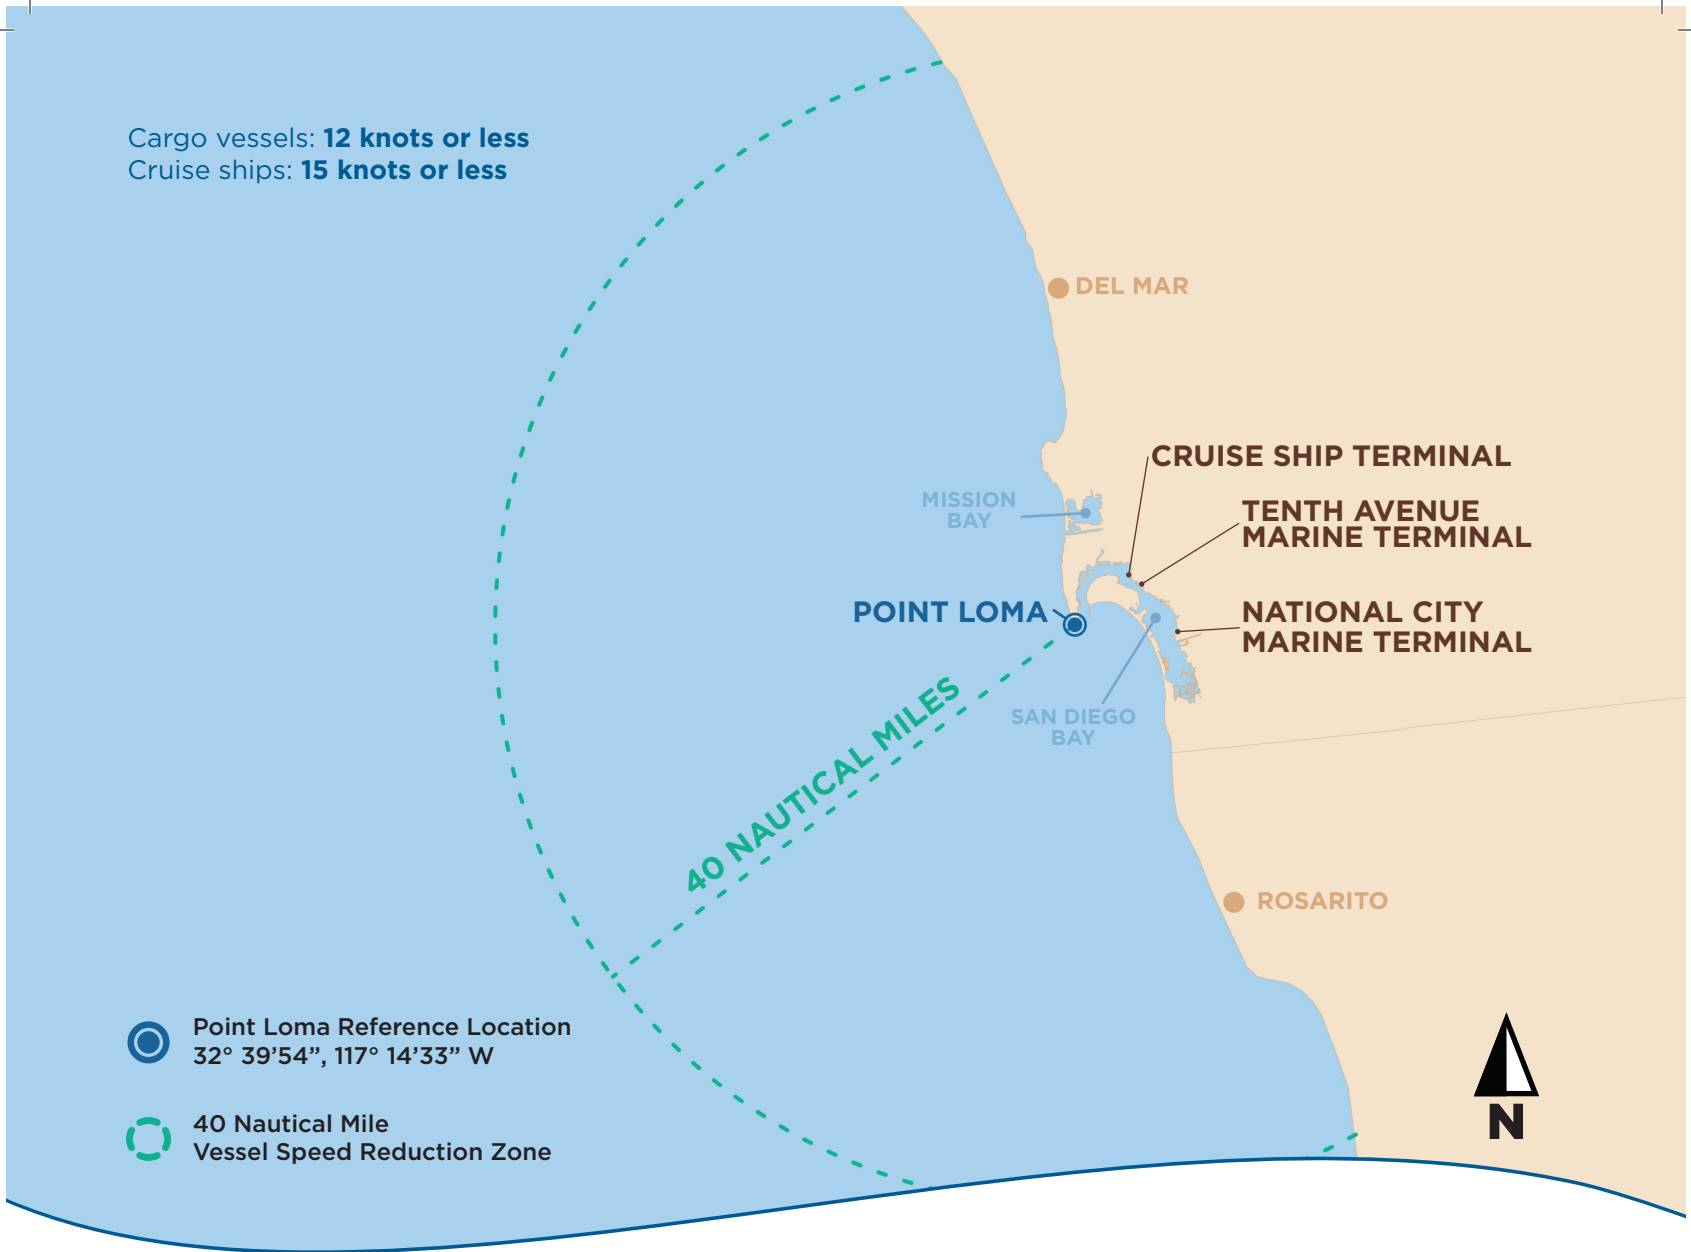 Cargo vessels: 12 knots or less
Cruise ships: 15 knots or less
DEL MAR
CRUISE SHIP TERMINAL
MISSION
BAY
TENTH AVENUE
MARINE TERMINAL
POINT LOMA
NATIONAL CITY
MARINE TERMINAL
40 NAUTICAL MILES
SAN DIEGO
BAY
ROSARITO
Point Loma Reference Location
32° 39’54”, 117° 14’33” W
40 Nautical Mile
Vessel Speed Reduction Zone
N